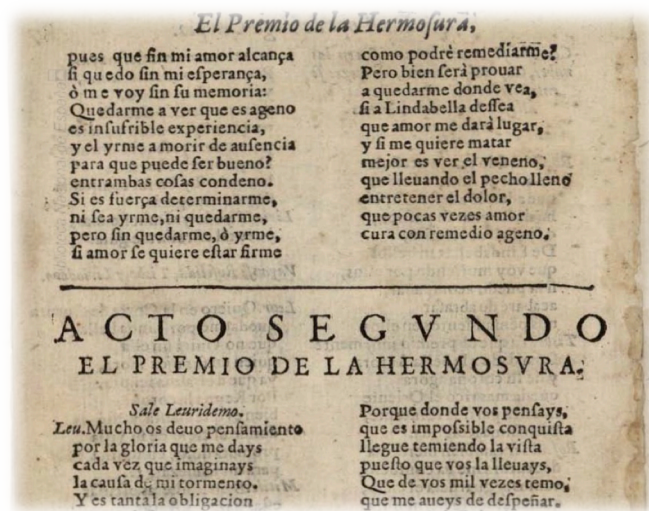 El Premio de la Hermoſura,
pues que ſin mi amor alcança
ſi quedo ſin mi eſperança,
ò me voy ſin ſu memoria:
Quedarme a ver que es ageno
es inſufrible experiencia,
y el yrme a morir de auſencia
para que puede ſer bueno?
entrambas coſas condeno.
Si es fuerça determinarme,
ni ſea yrme, ni quedarme,
pero ſin quedarme, ò yrme,
ſi amor ſe quiere eſtar firme
como podrè remediarme?
Pero bien ſerà prouar
a quedarme donde vea,
ſi a Lindabella deſſea
que amor me darà lugar,
y ſi me quiere matar
mejor es ver el veneno,
que lleuando el pecho lleno
entretener el dolor,
que pocas vezes amor
cura con remedio ageno.
ACTO SEGVNDO
EL PREMIO DE LA HERMOSVRA.
Sale Leuridemo.
Leu. Mucho os deuo penſamiento
por la gloria que me days
cada vez que imaginays
la cauſa de mi tormento.
Y es tanta la obligacion
Porque donde vos penſays,
que es impoſsible conquiſta
llegue temiendo la viſta
pueſto que vos la lleuays,
Que de vos mil vezes temo,
que me aueys de deſpeñar.